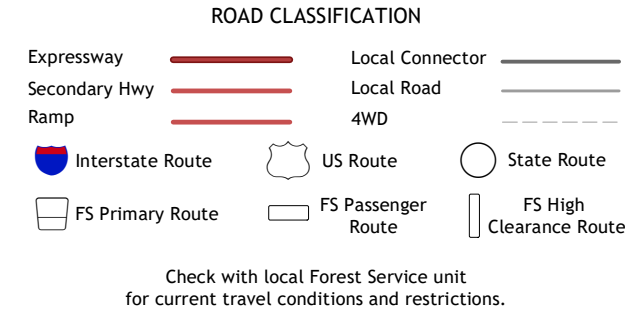 ROAD CLASSIFICATION
Expressway
Local Connector
Secondary Hwy
Local Road
Ramp
4WD
Interstate Route
US Route
State Route
FS Primary Route
FS Passenger
Route
FS High
Clearance Route
Check with local Forest Service unit
for current travel conditions and restrictions.